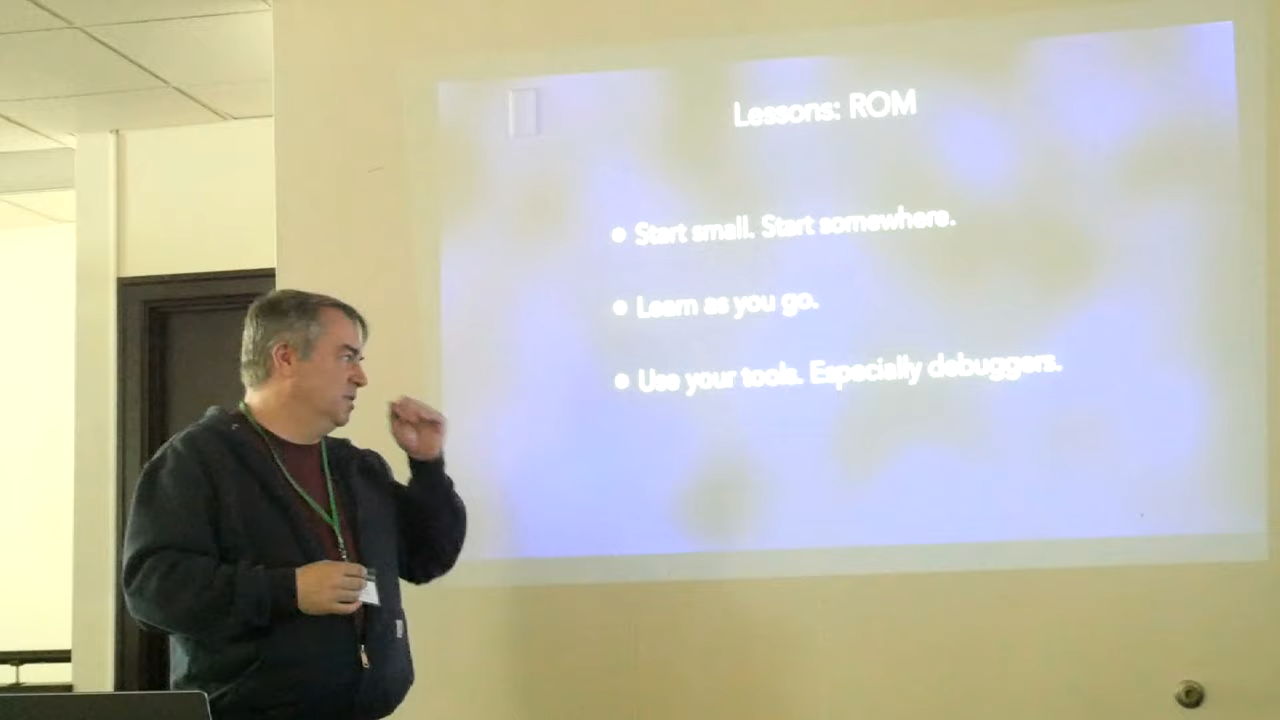 Lessons: ROM
• Start small. Start somewhere.
• Learn as you go.
• Use your tools. Especially debuggers.